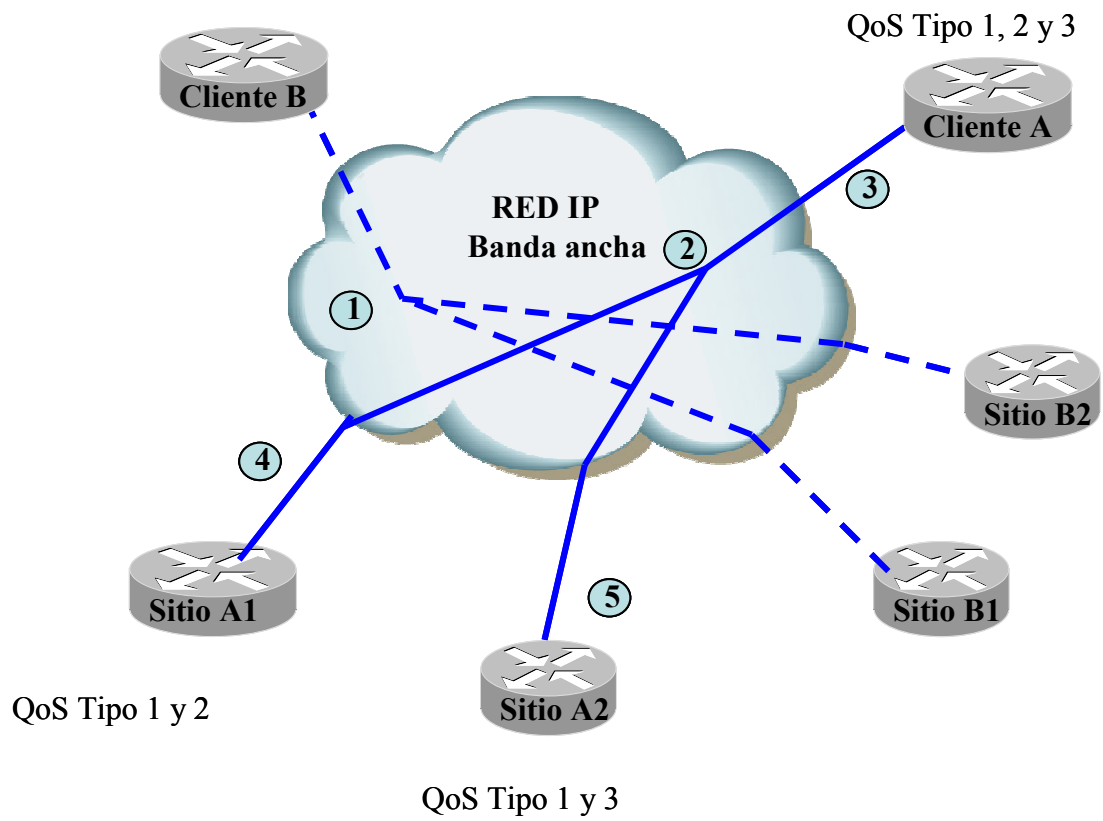 QoS Tipo 1, 2 y 3
Cliente B
Cliente A
3
RED IP
Banda ancha
2
1
Sitio B2
4
5
Sitio A1
Sitio B1
QoS Tipo 1 y 2
Sitio A2
QoS Tipo 1 y 3